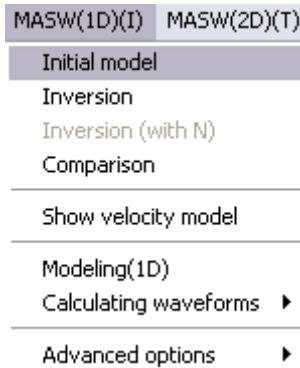 MASW(1D)(I) MASW(2D)(T)
Initial model
Inversion
Inversion (with N)
Comparison
Show velocity model
Modeling(1D)
Calculating waveforms
Advanced options